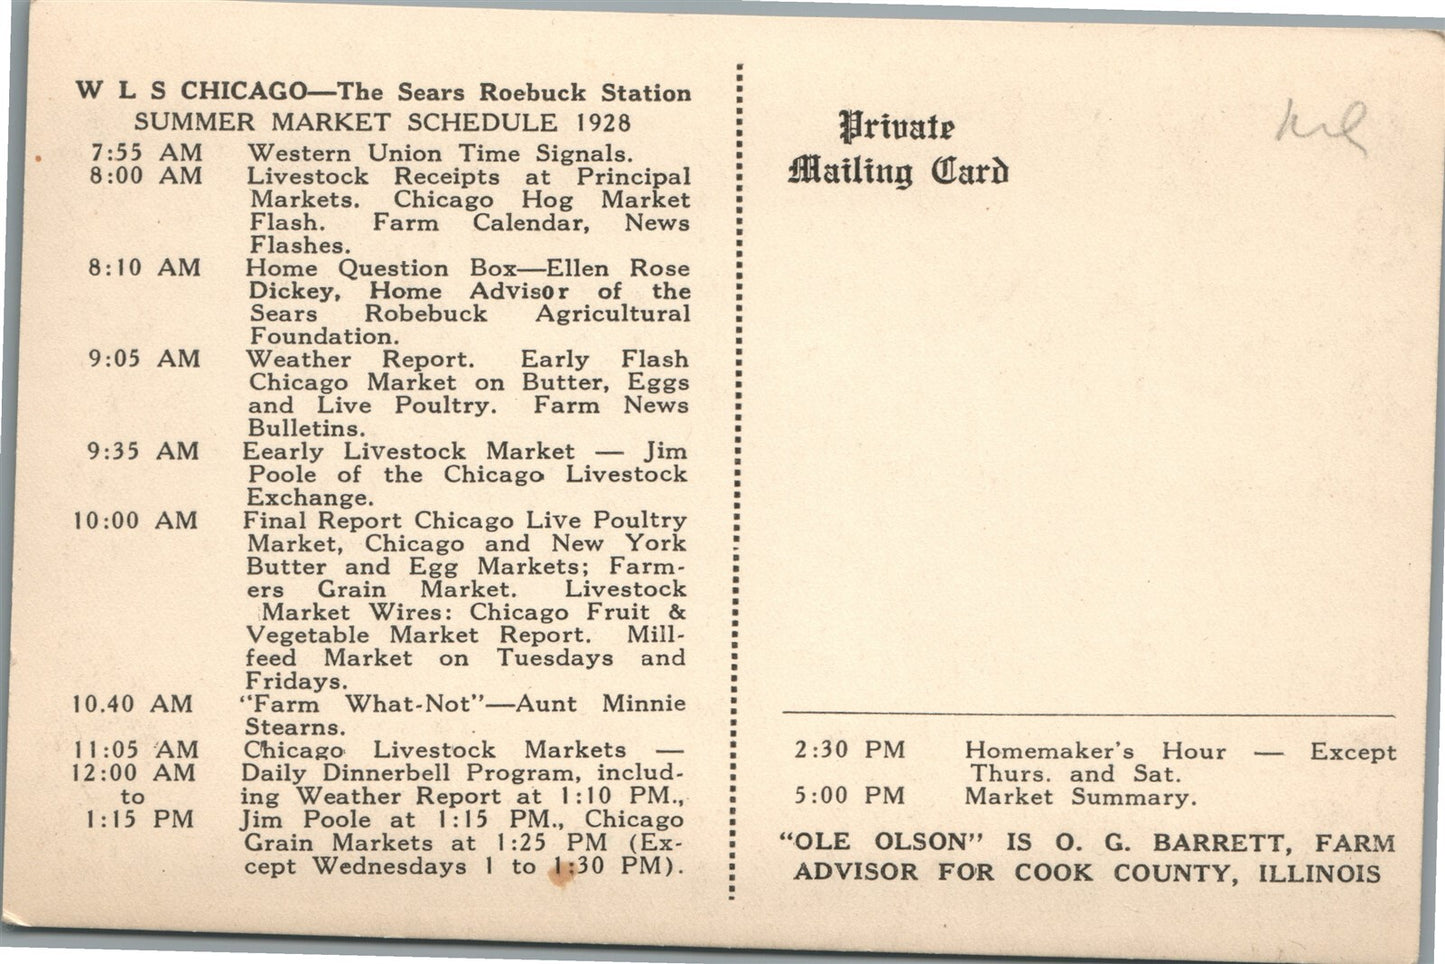 W L S CHICAGO—The Sears Roebuck Station
SUMMER MARKET SCHEDULE 1928
7:55 AM Western Union Time Signals.
8:00 AM Livestock Receipts at Principal
Markets. Chicago Hog Market
Flash. Farm Calendar, News
Flashes.
8:10 AM Home Question Box—Ellen Rose
Dickey, Home Advisor of the
Sears Robebuck Agricultural
Foundation.
9:05 AM Weather Report. Early Flash
Chicago Market on Butter, Eggs
and Live Poultry. Farm News
Bulletins.
9:35 AM Eearly Livestock Market — Jim
Poole of the Chicago Livestock
Exchange.
10:00 AM Final Report Chicago Live Poultry
Market, Chicago and New York
Butter and Egg Markets; Farm-
ers Grain Market. Livestock
Market Wires: Chicago Fruit &
Vegetable Market Report. Mill-
feed Market on Tuesdays and
Fridays.
10.40 AM "Farm What-Not"—Aunt Minnie
Stearns.
11:05 AM Chicago Livestock Markets —
12:00 AM Daily Dinnerbell Program, includ-
to ing Weather Report at 1:10 PM.,
1:15 PM Jim Poole at 1:15 PM., Chicago
Grain Markets at 1:25 PM (Ex-
cept Wednesdays 1 to 1:30 PM).
Private
Mailing Card
2:30 PM Homemaker's Hour — Except
Thurs. and Sat.
5:00 PM Market Summary.
"OLE OLSON" IS O. G. BARRETT, FARM
ADVISOR FOR COOK COUNTY, ILLINOIS